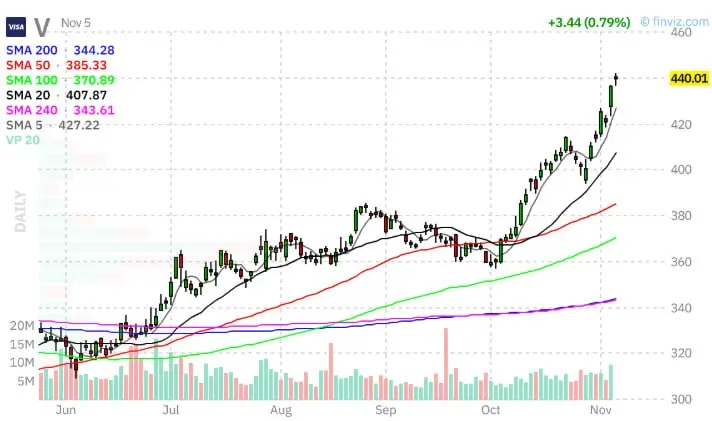 VISA V Nov 5 +3.44 (0.79%) © finviz.com
SMA 200 · 344.28
SMA 50 · 385.33
SMA 100 · 370.89
SMA 20 · 407.87
SMA 240 · 343.61
SMA 5 · 427.22
VP 20
DAILY
460
440.01
420
400
380
360
340
320
300
20M
15M
10M
5M
Jun Jul Aug Sep Oct Nov